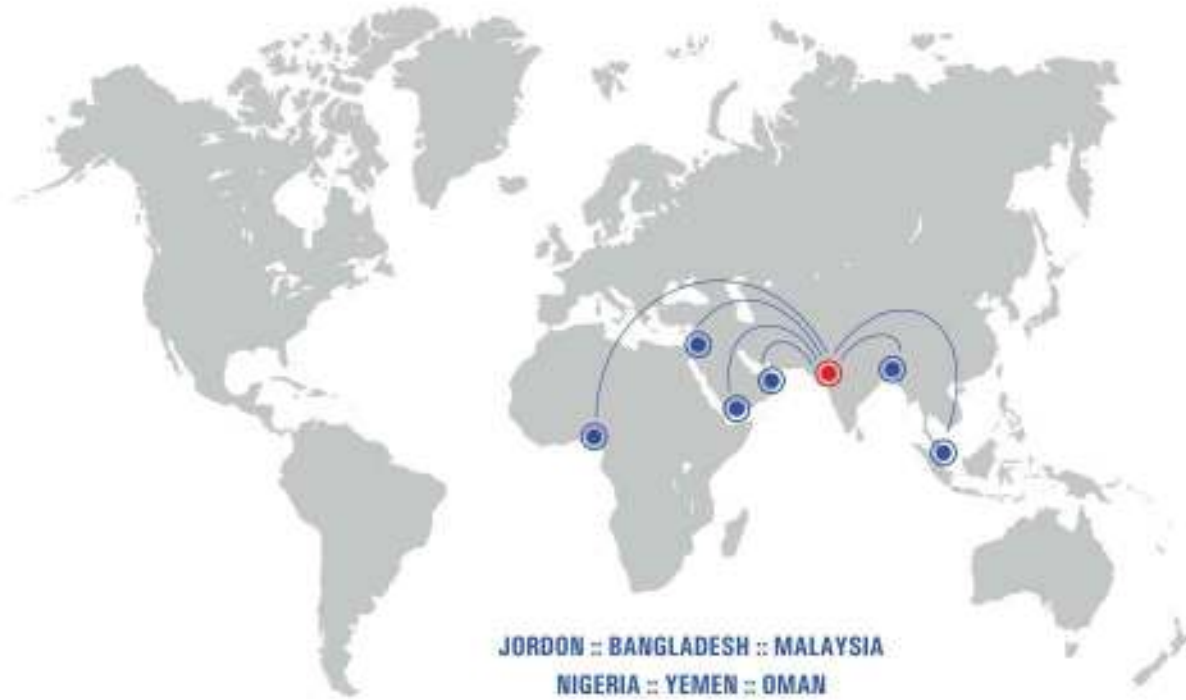 JORDON :: BANGLADESH :: MALAYSIA
NIGERIA :: YEMEN :: OMAN